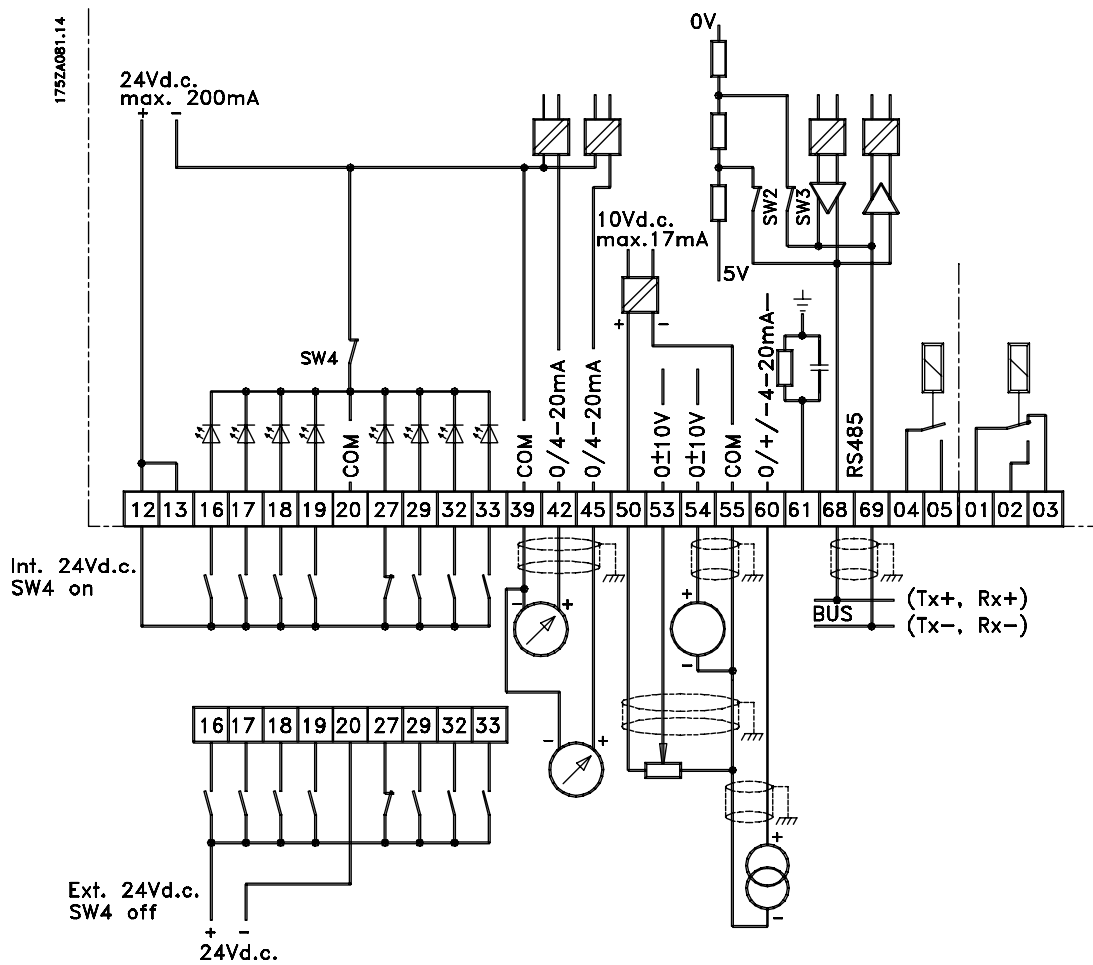 175ZA081.14
0V
24Vd.c.
max. 200mA
+ -
10Vd.c.
max.17mA
+ -
5V
SW2
SW3
SW4
COM
COM
0/4-20mA
0/4-20mA
0±10V
0±10V
COM
0/+/-4-20mA-
RS485
12 13 16 17 18 19 20 27 29 32 33 39 42 45 50 53 54 55 60 61 68 69 04 05 01 02 03
Int. 24Vd.c.
SW4 on
- +
+
-
BUS
(Tx+, Rx+)
(Tx-, Rx-)
16 17 18 19 20 27 29 32 33
- +
+
-
Ext. 24Vd.c.
SW4 off
+ -
24Vd.c.